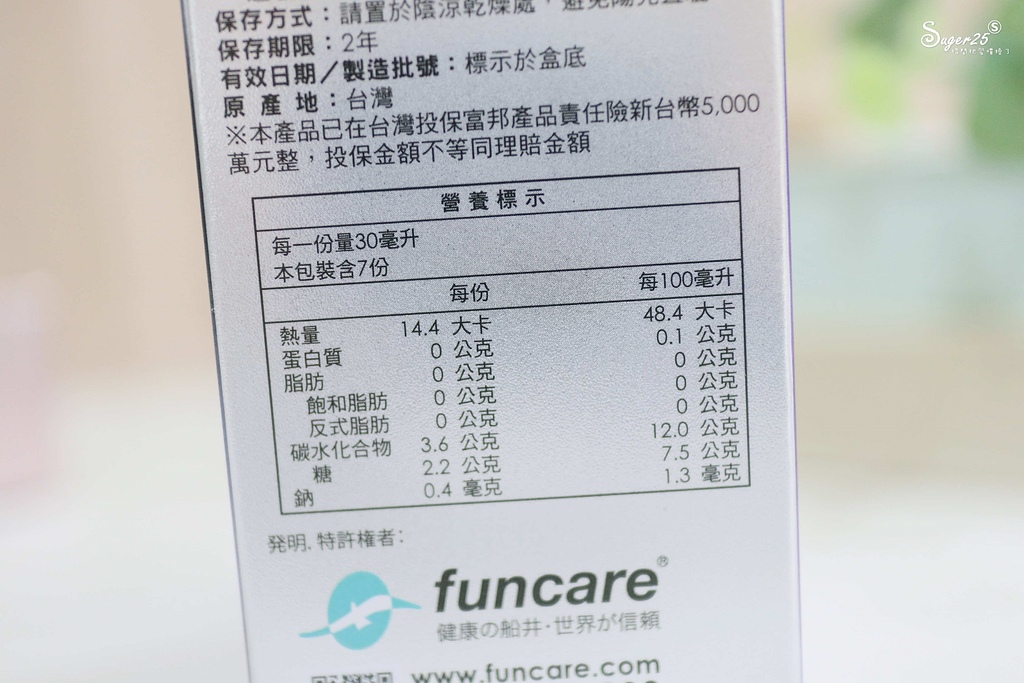 保存方式：請置於陰涼乾燥處，避免陽光直
保存期限：2年
有效日期／製造批號：標示於盒底
原 產 地：台灣
※本產品已在台灣投保富邦產品責任險新台幣5,000
萬元整，投保金額不等同理賠金額
營養標示
每一份量30毫升
本包裝含7份
每份 每100毫升
熱量 14.4 大卡 48.4 大卡
蛋白質 0 公克 0.1 公克
脂肪 0 公克 0 公克
飽和脂肪 0 公克 0 公克
反式脂肪 0 公克 0 公克
碳水化合物 3.6 公克 12.0 公克
糖 2.2 公克 7.5 公克
鈉 0.4 毫克 1.3 毫克
発明、特許権者：
funcare®
健康の船井·世界が信頼
www.funcare.com
Suger25 S